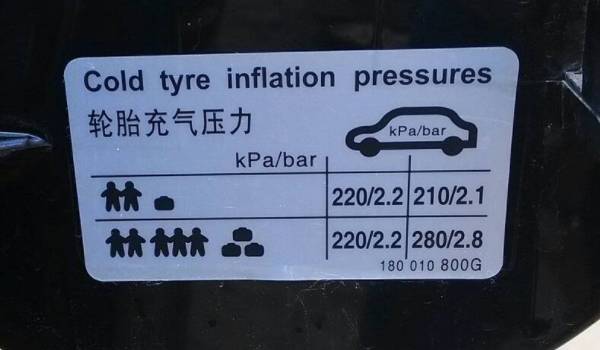 Cold tyre inflation pressures
轮胎充气压力
kPa/bar
kPa/bar
220/2.2 210/2.1
220/2.2 280/2.8
180 010 800G